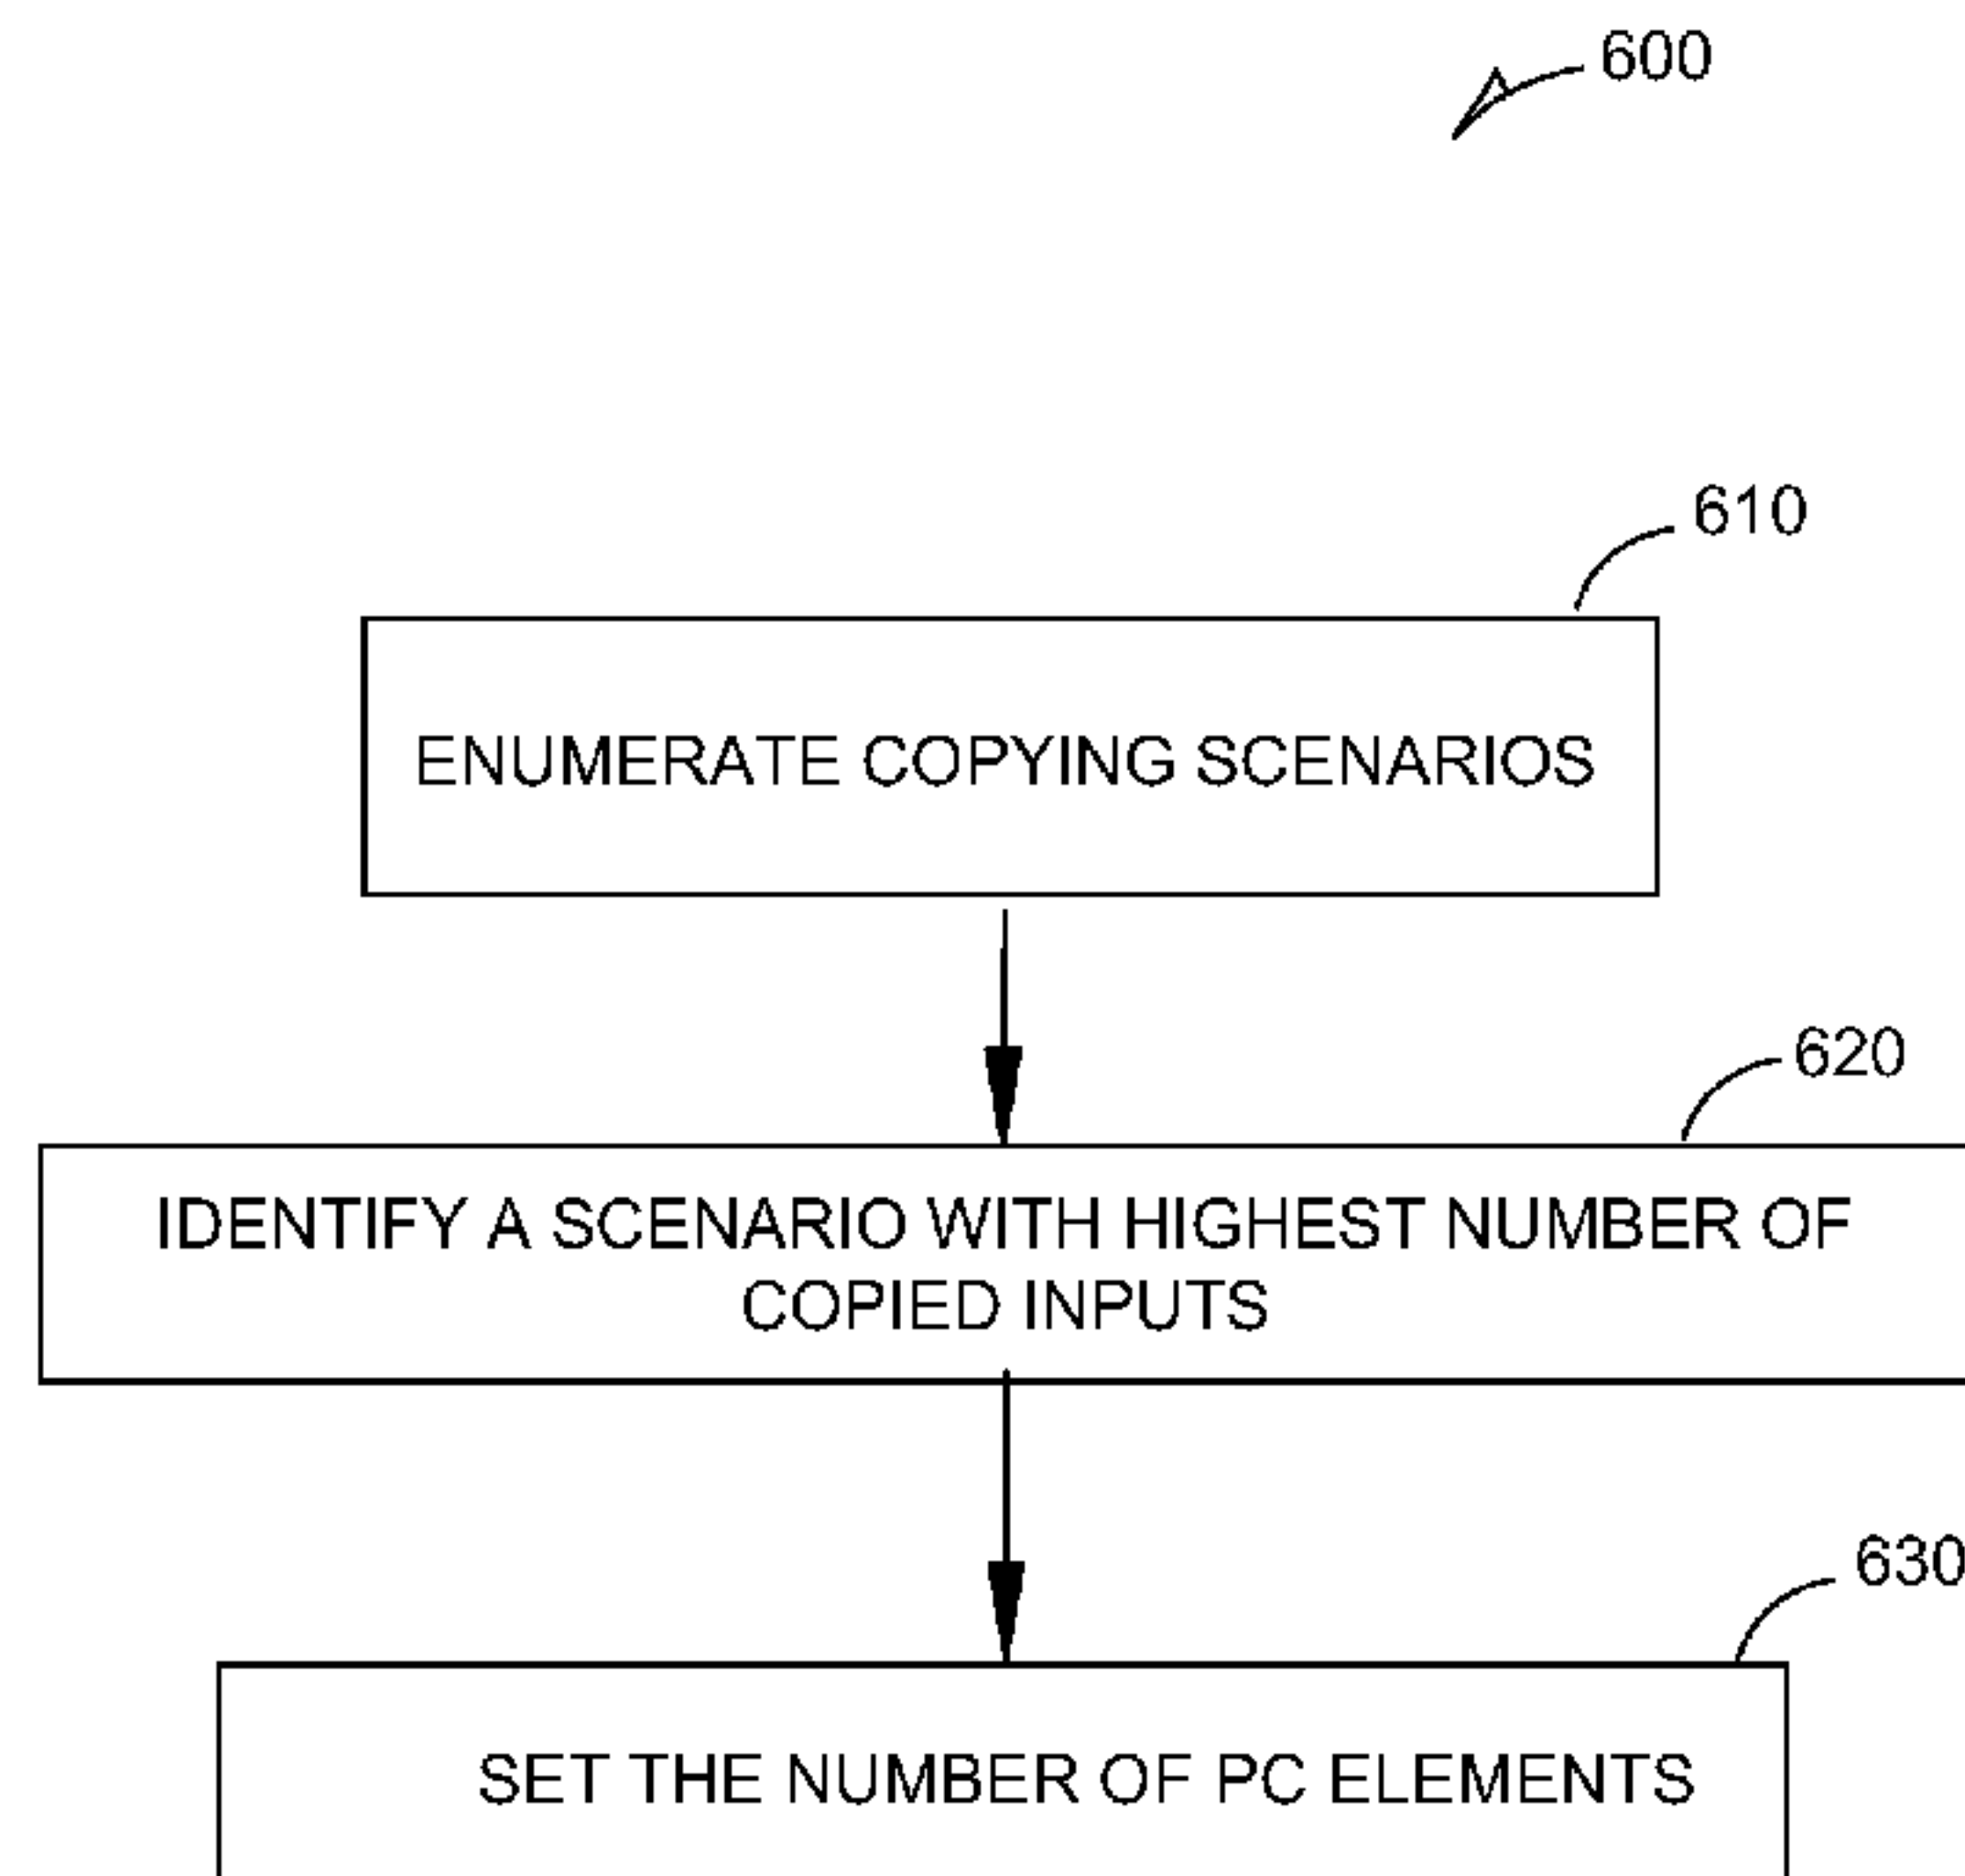 600
610
ENUMERATE COPYING SCENARIOS
620
IDENTIFY A SCENARIO WITH HIGHEST NUMBER OF
COPIED INPUTS
630
SET THE NUMBER OF PC ELEMENTS